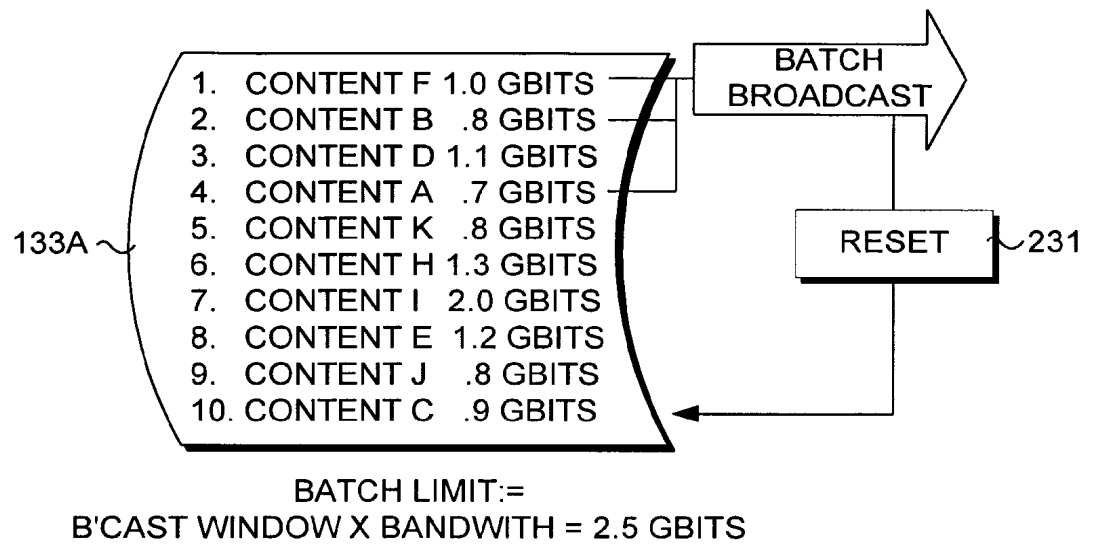 1. CONTENT F 1.0 GBITS
2. CONTENT B .8 GBITS
3. CONTENT D 1.1 GBITS
4. CONTENT A .7 GBITS
5. CONTENT K .8 GBITS
6. CONTENT H 1.3 GBITS
7. CONTENT I 2.0 GBITS
8. CONTENT E 1.2 GBITS
9. CONTENT J .8 GBITS
10. CONTENT C .9 GBITS
BATCH
BROADCAST
133A
RESET
231
BATCH LIMIT:=
B'CAST WINDOW X BANDWITH = 2.5 GBITS